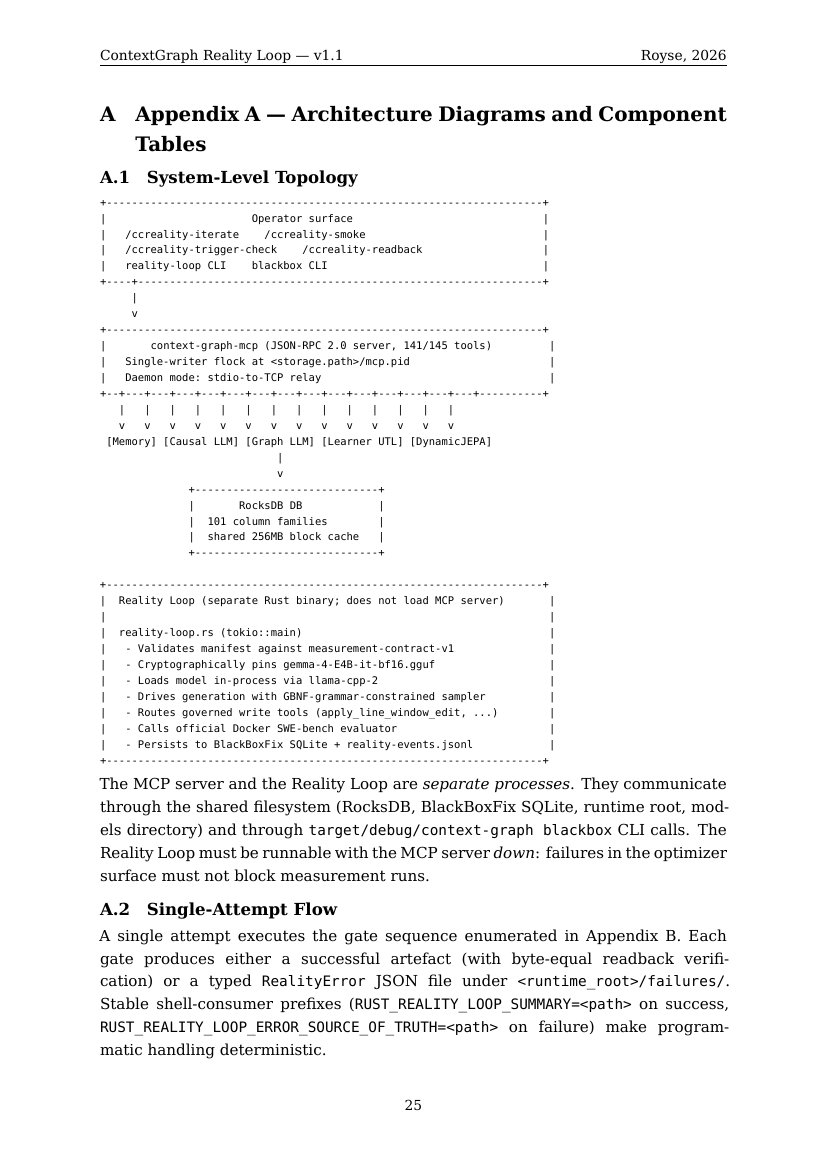 ContextGraph Reality Loop — v1.1 Royse, 2026
A Appendix A — Architecture Diagrams and Component
Tables
A.1 System-Level Topology
+---------------------------------------------------------------------+
|                       Operator surface                              |
|   /ccreality-iterate    /ccreality-smoke                            |
|   /ccreality-trigger-check    /ccreality-readback                   |
|   reality-loop CLI    blackbox CLI                                  |
+----+----------------------------------------------------------------+
     |
     v
+---------------------------------------------------------------------+
|       context-graph-mcp (JSON-RPC 2.0 server, 141/145 tools)         |
|   Single-writer flock at <storage.path>/mcp.pid                      |
|   Daemon mode: stdio-to-TCP relay                                    |
+--+---+---+---+---+---+---+---+---+---+---+---+---+---+---+----------+
   |   |   |   |   |   |   |   |   |   |   |   |   |   |
   v   v   v   v   v   v   v   v   v   v   v   v   v   v
 [Memory] [Causal LLM] [Graph LLM] [Learner UTL] [DynamicJEPA]
                            |
                            v
              +-----------------------------+
              |       RocksDB DB            |
              |  101 column families        |
              |  shared 256MB block cache   |
              +-----------------------------+
+---------------------------------------------------------------------+
|  Reality Loop (separate Rust binary; does not load MCP server)       |
|                                                                      |
|  reality-loop.rs (tokio::main)                                       |
|   - Validates manifest against measurement-contract-v1               |
|   - Cryptographically pins gemma-4-E4B-it-bf16.gguf                  |
|   - Loads model in-process via llama-cpp-2                           |
|   - Drives generation with GBNF-grammar-constrained sampler          |
|   - Routes governed write tools (apply_line_window_edit, ...)        |
|   - Calls official Docker SWE-bench evaluator                        |
|   - Persists to BlackBoxFix SQLite + reality-events.jsonl            |
+---------------------------------------------------------------------+
The MCP server and the Reality Loop are separate processes. They communicate
through the shared filesystem (RocksDB, BlackBoxFix SQLite, runtime root, mod-
els directory) and through target/debug/context-graph blackbox CLI calls. The
Reality Loop must be runnable with the MCP server down: failures in the optimizer
surface must not block measurement runs.
A.2 Single-Attempt Flow
A single attempt executes the gate sequence enumerated in Appendix B. Each
gate produces either a successful artefact (with byte-equal readback verifi-
cation) or a typed RealityError JSON file under <runtime_root>/failures/.
Stable shell-consumer prefixes (RUST_REALITY_LOOP_SUMMARY=<path> on success,
RUST_REALITY_LOOP_ERROR_SOURCE_OF_TRUTH=<path> on failure) make program-
matic handling deterministic.
25